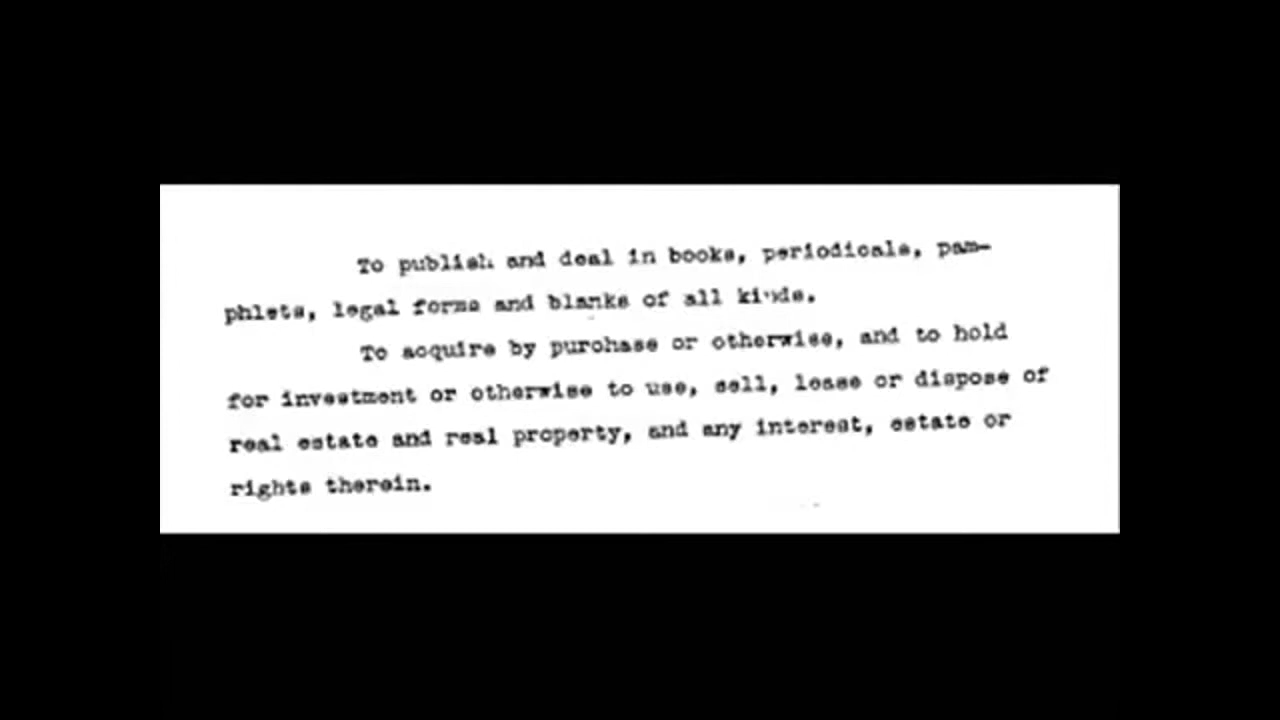 To publish and deal in books, periodicals, pam-
phlets, legal forms and blanks of all kinds.
To acquire by purchase or otherwise, and to hold
for investment or otherwise to use, sell, lease or dispose of
real estate and real property, and any interest, estate or
rights therein.